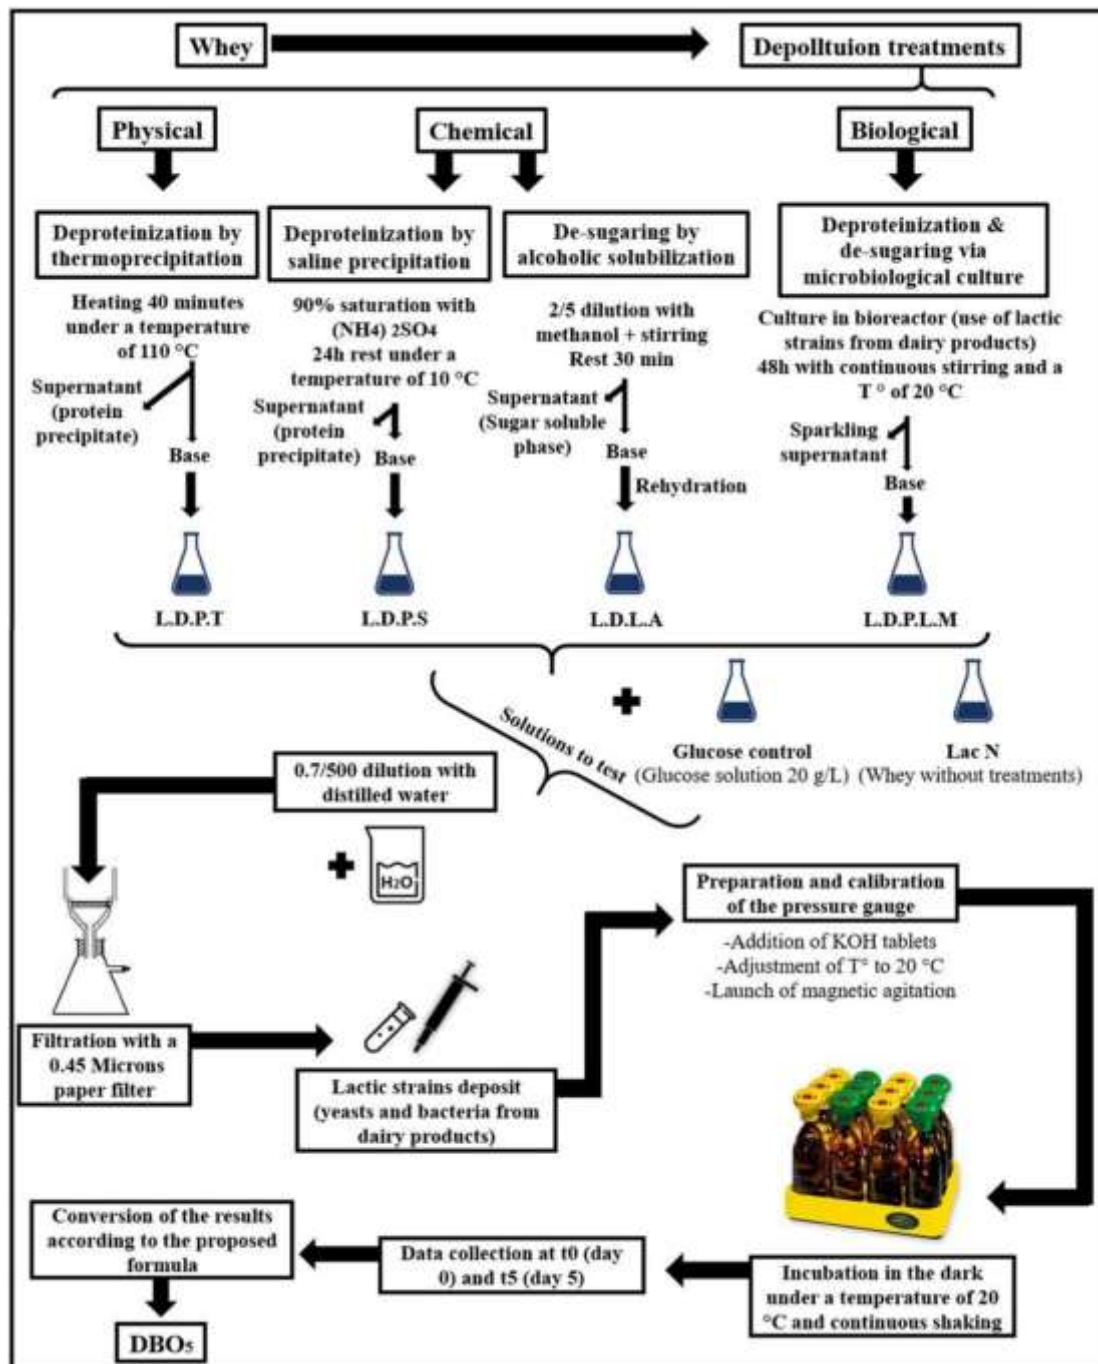 Whey
Depolltuion treatments
Physical
Chemical
Biological
Deproteinization by
thermoprecipitation
Heating 40 minutes
under a temperature
of 110 °C
Supernatant
(protein
precipitate)
Base
L.D.P.T
Deproteinization by
saline precipitation
90% saturation with
(NH4) 2SO4
24h rest under a
temperature of 10 °C
Supernatant
(protein
precipitate)
Base
L.D.P.S
De-sugaring by
alcoholic solubilization
2/5 dilution with
methanol + stirring
Rest 30 min
Supernatant
(Sugar soluble
phase)
Base
Rehydration
L.D.L.A
Deproteinization &
de-sugaring via
microbiological culture
Culture in bioreactor (use of lactic
strains from dairy products)
48h with continuous stirring and a
T ° of 20 °C
Sparkling
supernatant
Base
L.D.P.L.M
Solutions to test
Glucose control
(Glucose solution 20 g/L)
Lac N
(Whey without treatments)
0.7/500 dilution with
distilled water
H2O
Filtration with a
0.45 Microns
paper filter
Lactic strains deposit
(yeasts and bacteria from
dairy products)
Preparation and calibration
of the pressure gauge
-Addition of KOH tablets
-Adjustment of T° to 20 °C
-Launch of magnetic agitation
Incubation in the dark
under a temperature of 20
°C and continuous shaking
Data collection at t0 (day
0) and t5 (day 5)
Conversion of the results
according to the proposed
formula
DBO5